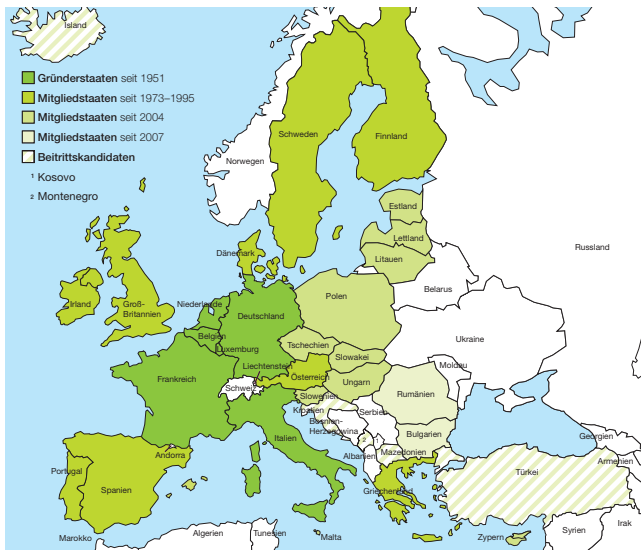 Island
Gründerstaaten seit 1951
Mitgliedstaaten seit 1973–1995
Mitgliedstaaten seit 2004
Mitgliedstaaten seit 2007
Beitrittskandidaten
1 Kosovo
2 Montenegro
Schweden
Finnland
Norwegen
Estland
Lettland
Litauen
Russland
Dänemark
Belarus
Irland
Groß-
Britannien
Niederlande
Deutschland
Polen
Belgien
Luxemburg
Tschechien
Ukraine
Slowakei
Moldau
Liechtenstein
Österreich
Frankreich
Schweiz
Ungarn
Slowenien
Rumänien
Kroatien
Serbien
Bosnien-
Herzegowina
Italien
2
1
Bulgarien
Georgien
Andorra
Albanien
Mazedonien
Armenien
Portugal
Spanien
Türkei
Griechenland
Marokko
Algerien
Tunesien
Malta
Zypern
Syrien
Irak